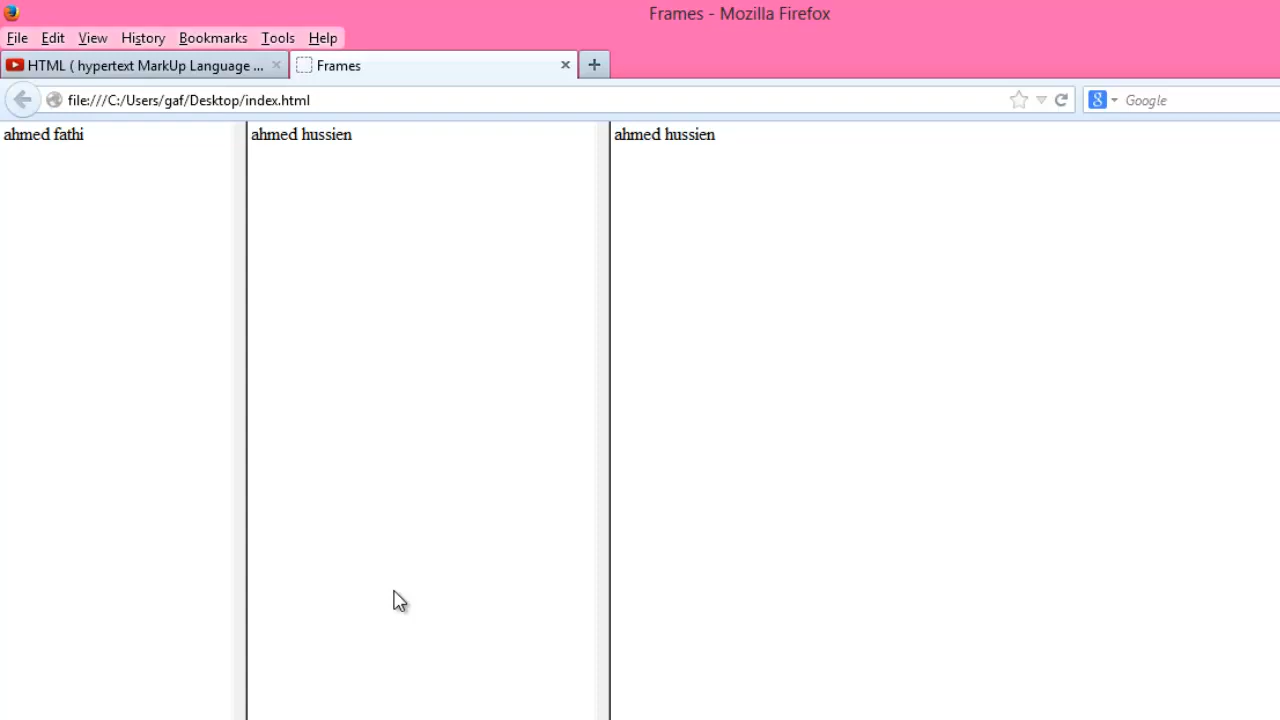 Frames - Mozilla Firefox
File Edit View History Bookmarks Tools Help
HTML ( hypertext MarkUp Language ... Frames
file:///C:/Users/gaf/Desktop/index.html Google
ahmed fathi ahmed hussien ahmed hussien